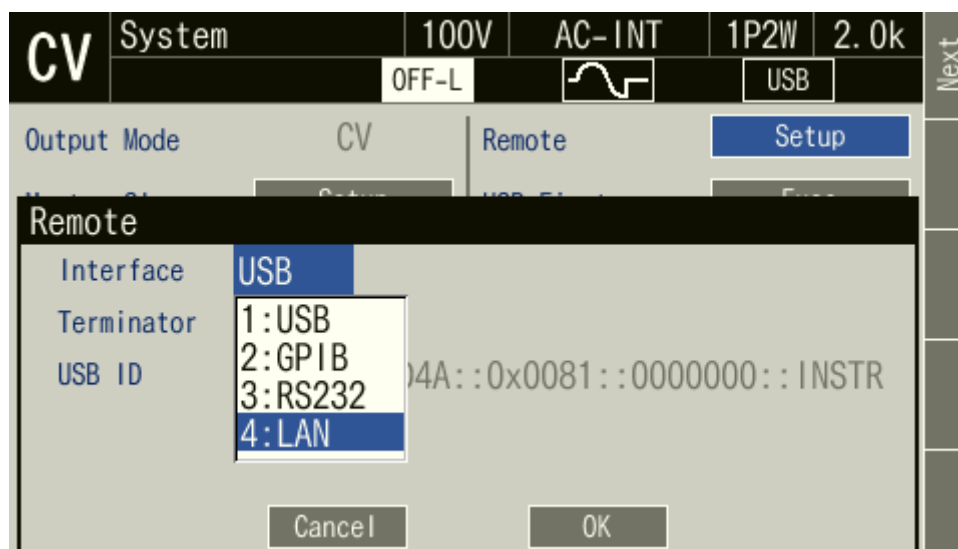 CV System 100V AC-INT 1P2W 2.0k
OFF-L USB
Next
Output Mode CV Remote Setup
Remote
Interface USB
Terminator 1:USB
2:GPIB
USB ID 04A::0x0081::0000000::INSTR
3:RS232
4:LAN
Cancel OK